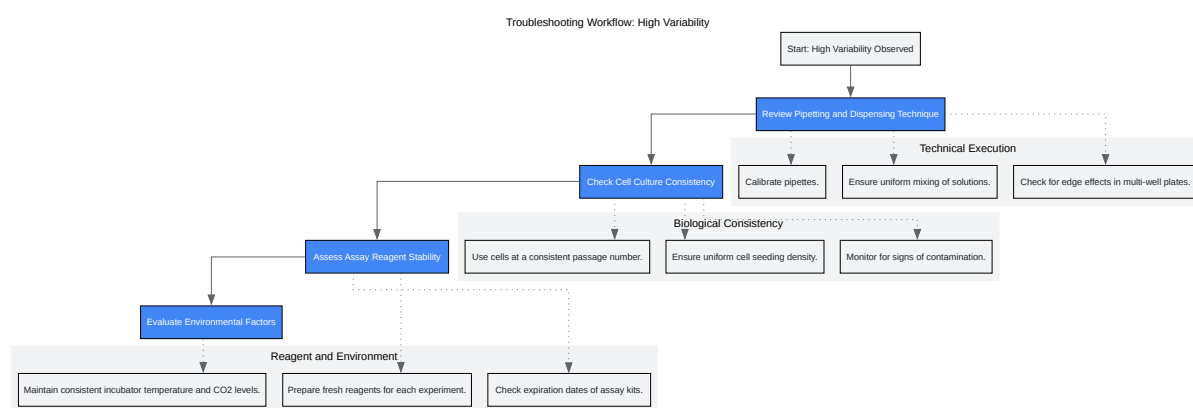 Troubleshooting Workflow: High Variability
Start: High Variability Observed
Review Pipetting and Dispensing Technique
Technical Execution
Calibrate pipettes.
Ensure uniform mixing of solutions.
Check for edge effects in multi-well plates.
Check Cell Culture Consistency
Biological Consistency
Use cells at a consistent passage number.
Ensure uniform cell seeding density.
Monitor for signs of contamination.
Assess Assay Reagent Stability
Evaluate Environmental Factors
Reagent and Environment
Maintain consistent incubator temperature and CO2 levels.
Prepare fresh reagents for each experiment.
Check expiration dates of assay kits.